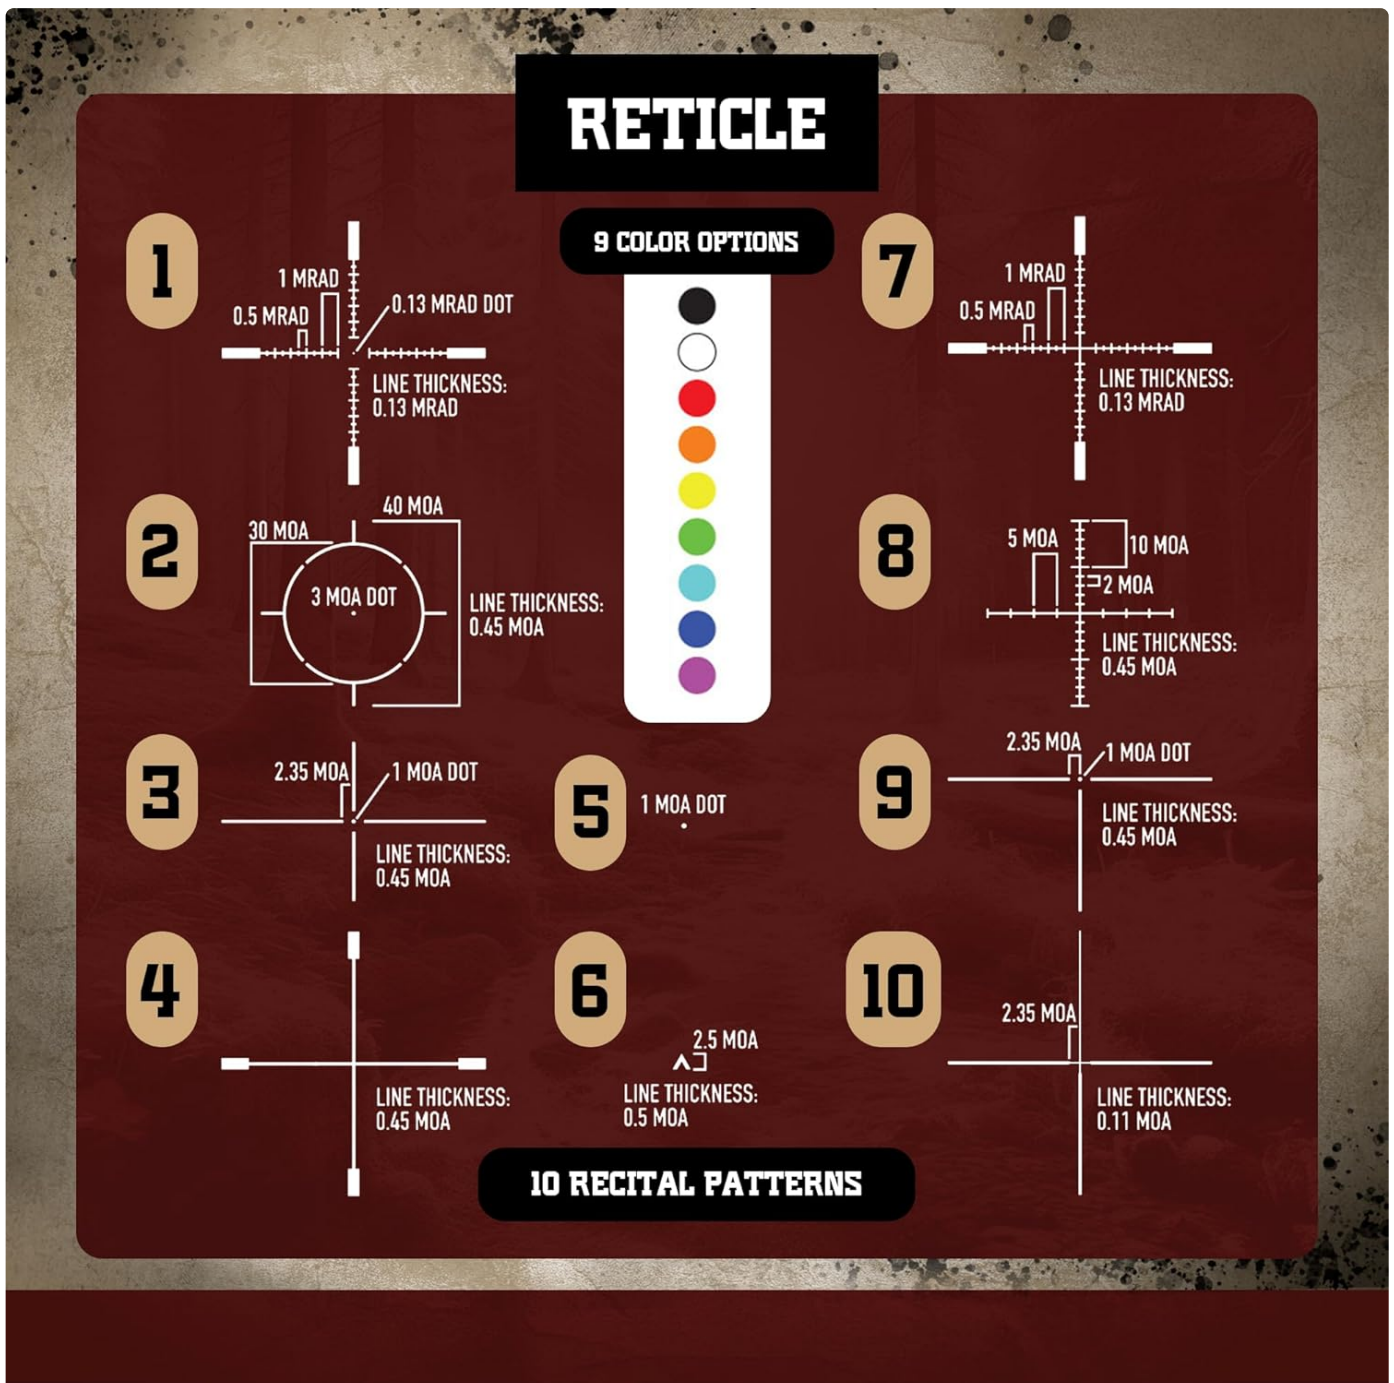 RETICLE
9 COLOR OPTIONS
1
1 MRAD
0.5 MRAD
0.13 MRAD DOT
LINE THICKNESS:
0.13 MRAD
2
40 MOA
30 MOA
3 MOA DOT
LINE THICKNESS:
0.45 MOA
3
2.35 MOA
1 MOA DOT
LINE THICKNESS:
0.45 MOA
4
LINE THICKNESS:
0.45 MOA
5
1 MOA DOT
6
2.5 MOA
LINE THICKNESS:
0.5 MOA
7
1 MRAD
0.5 MRAD
LINE THICKNESS:
0.13 MRAD
8
5 MOA
10 MOA
2 MOA
LINE THICKNESS:
0.45 MOA
9
2.35 MOA
1 MOA DOT
LINE THICKNESS:
0.45 MOA
10
2.35 MOA
LINE THICKNESS:
0.11 MOA
10 RECITAL PATTERNS